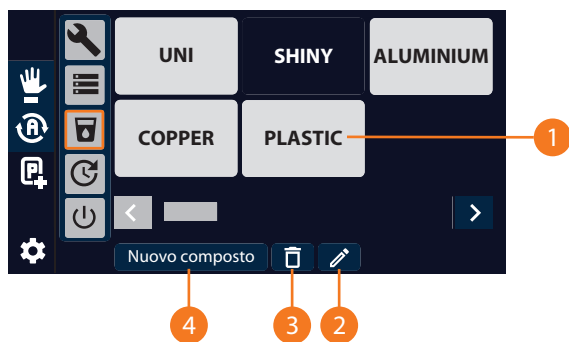 UNI SHINY ALUMINIUM
COPPER PLASTIC
1
A
P
Nuovo composto
4 3 2